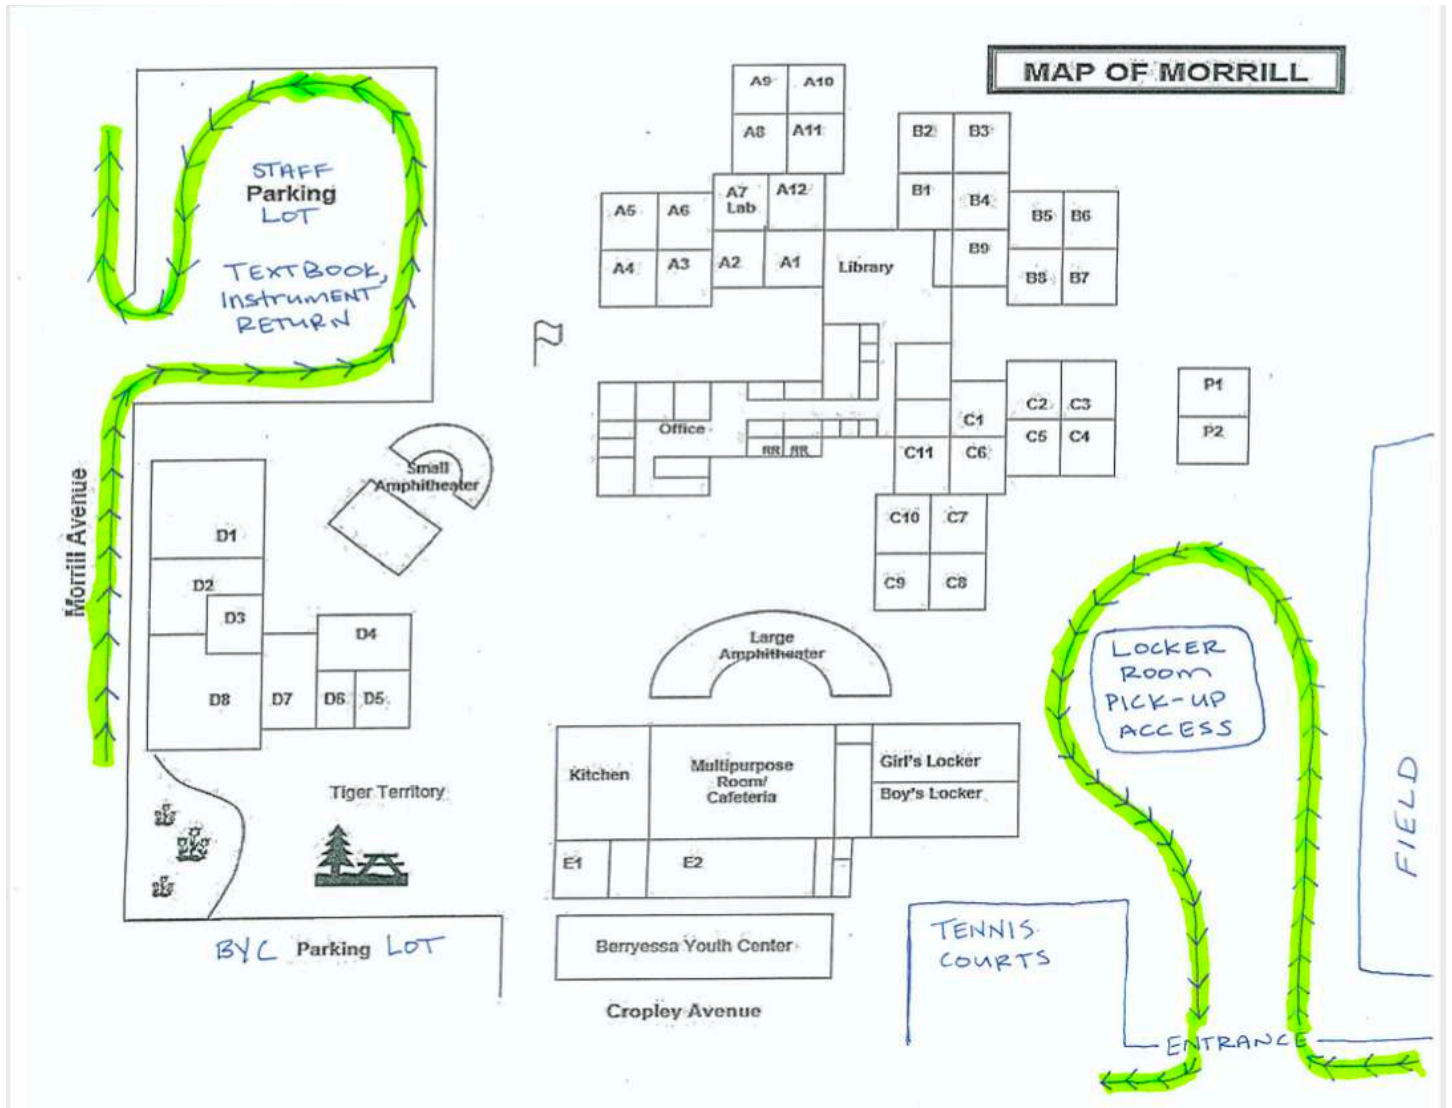 MAP OF MORRILL
A9 A10
A8 A11
B2 B3
A7 Lab A12
B1 B4
A5 A6
B5 B6
A4 A3 A2 A1
Library
B9
B8 B7
STAFF
Parking
LOT
TEXTBOOK,
INSTRUMENT
RETURN
P1
P2
C2 C3
C1
C5 C4
Office
RR RR
C11 C6
Small
Amphitheater
C10 C7
C9 C8
Morrill Avenue
D1
D2
D3
D4
D8 D7 D6 D5
Large
Amphitheater
LOCKER
ROOM
PICK-UP
ACCESS
Kitchen
Multipurpose
Room/
Cafeteria
Girl's Locker
Boy's Locker
FIELD
Tiger Territory
E1 E2
BYC Parking LOT
Berryessa Youth Center
TENNIS
COURTS
Cropley Avenue
ENTRANCE